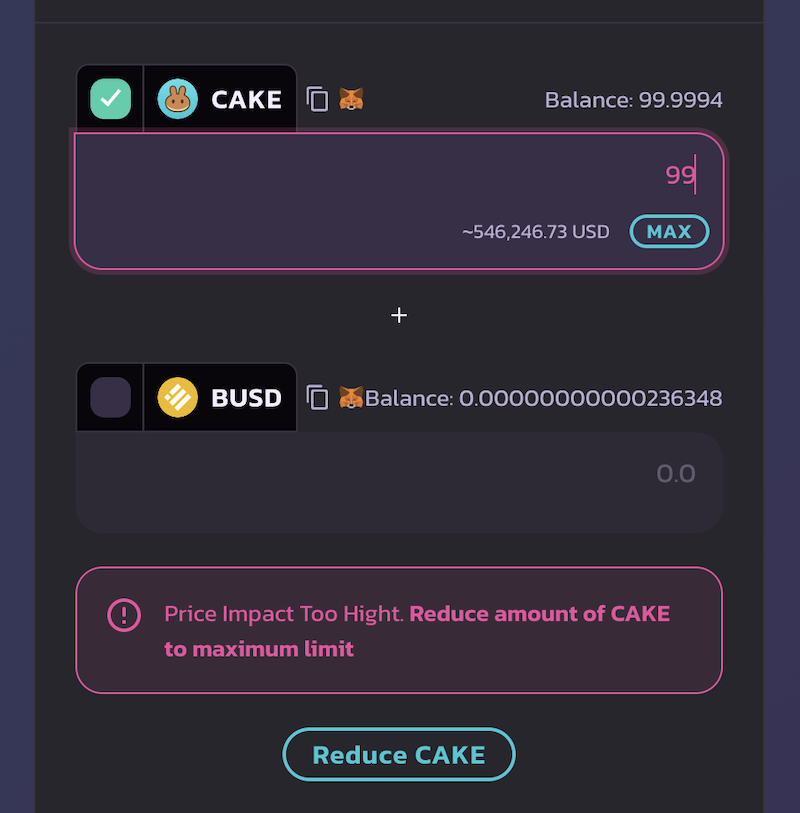 CAKE
Balance: 99.9994
99
~546,246.73 USD
MAX
+
BUSD
Balance: 0.00000000000236348
0.0
Price Impact Too Hight. Reduce amount of CAKE
to maximum limit
Reduce CAKE